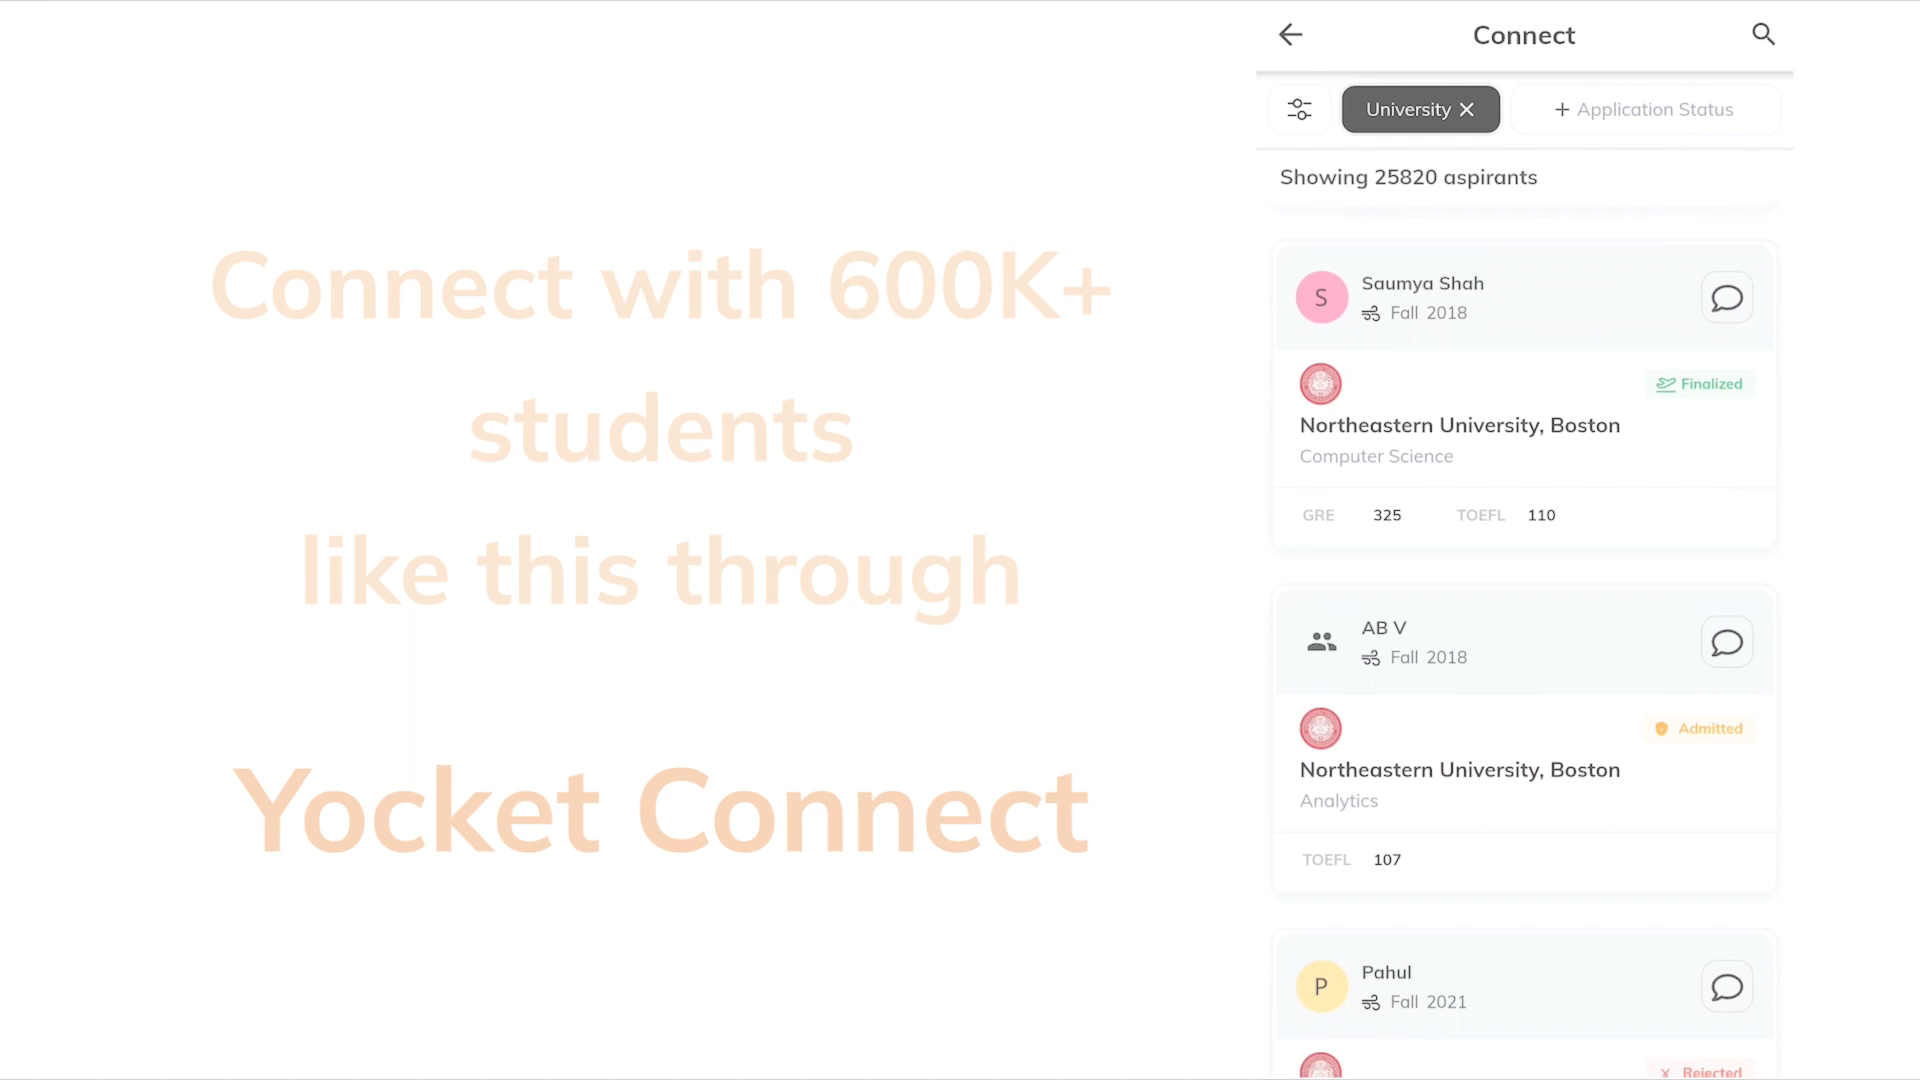 Connect with 600K+
students
like this through
Yocket Connect
Connect
University
+ Application Status
Showing 25820 aspirants
S
Saumya Shah
Fall 2018
Finalized
Northeastern University, Boston
Computer Science
GRE 325 TOEFL 110
AB V
Fall 2018
Admitted
Northeastern University, Boston
Analytics
TOEFL 107
P
Pahul
Fall 2021
Rejected